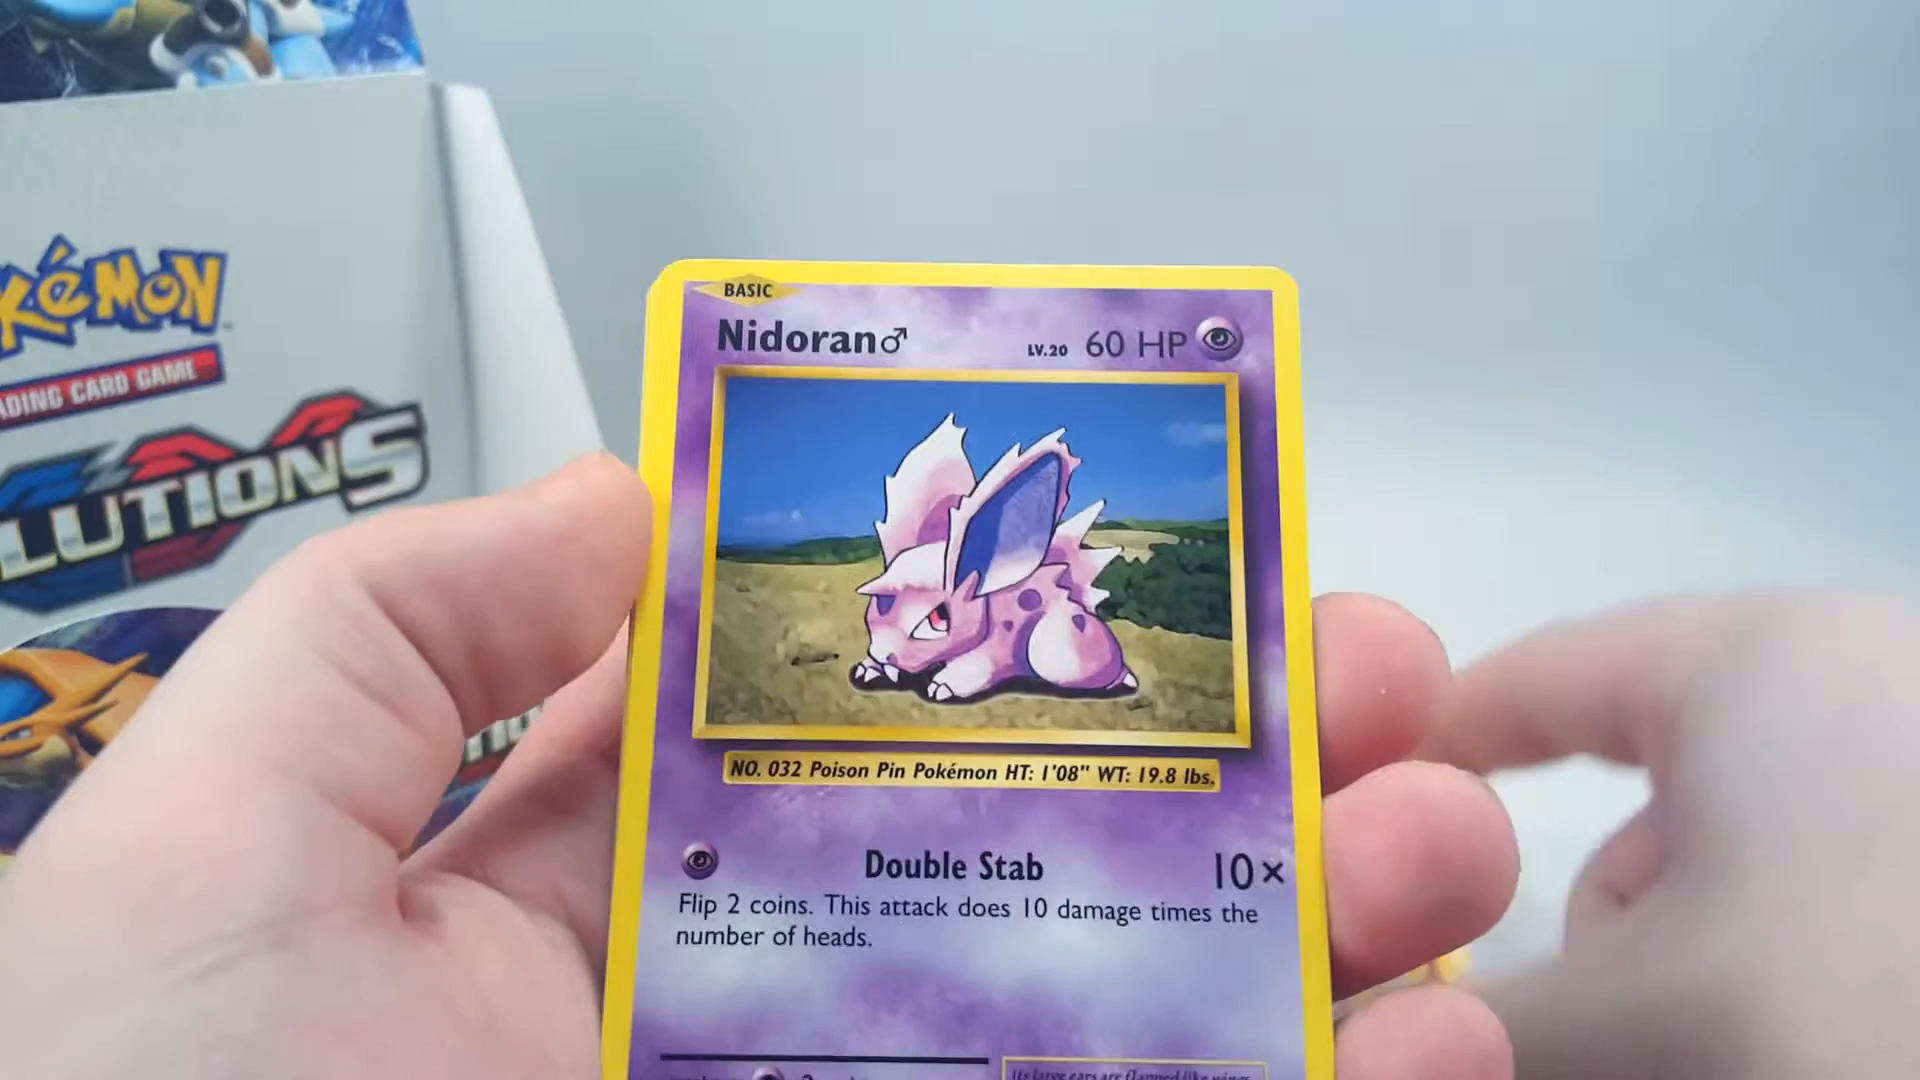 kéMON
ADING CARD GAME
LUTIONS
BASIC
Nidoran♂ LV.20 60 HP
NO. 032 Poison Pin Pokémon HT: 1'08" WT: 19.8 lbs.
Double Stab 10×
Flip 2 coins. This attack does 10 damage times the
number of heads.
Its large ears are flapped like wings